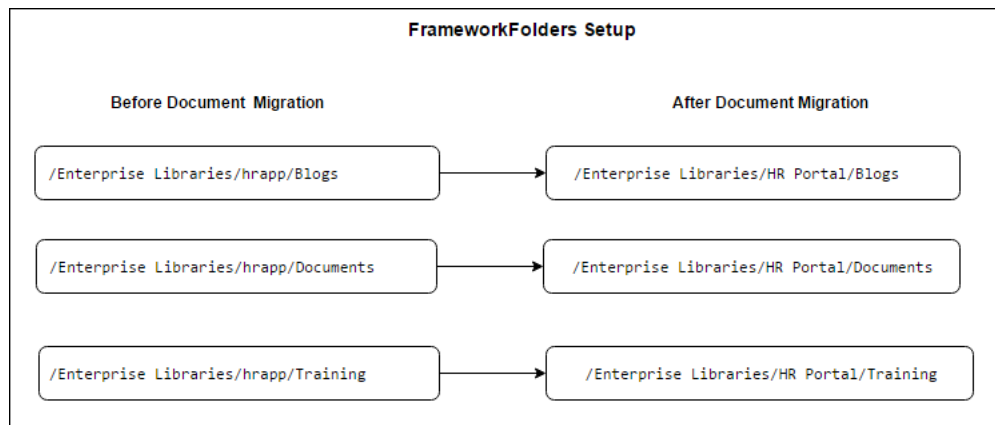 FrameworkFolders Setup
Before Document Migration
After Document Migration
/Enterprise Libraries/hrapp/Blogs
/Enterprise Libraries/HR Portal/Blogs
/Enterprise Libraries/hrapp/Documents
/Enterprise Libraries/HR Portal/Documents
/Enterprise Libraries/hrapp/Training
/Enterprise Libraries/HR Portal/Training